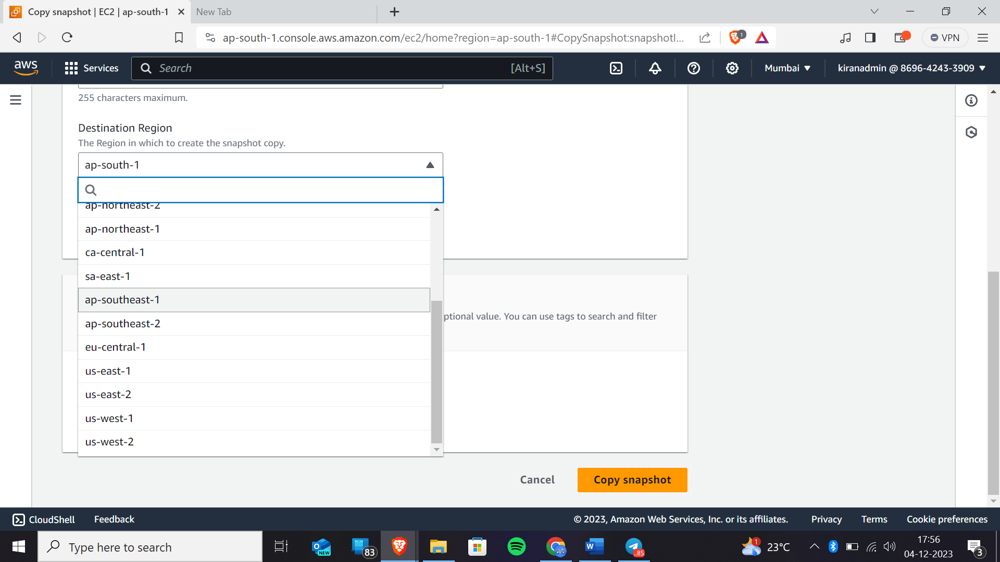 Copy snapshot | EC2 | ap-south-1
New Tab
ap-south-1.console.aws.amazon.com/ec2/home?region=ap-south-1#CopySnapshot:snapshotI...
1
VPN
aws
Services
Search
[Alt+S]
Mumbai
kiranadmin @ 8696-4243-3909
255 characters maximum.
Destination Region
The Region in which to create the snapshot copy.
ap-south-1
ap-northeast-2
ap-northeast-1
ca-central-1
sa-east-1
ap-southeast-1
ptional value. You can use tags to search and filter
ap-southeast-2
eu-central-1
us-east-1
us-east-2
us-west-1
us-west-2
Cancel
Copy snapshot
CloudShell
Feedback
© 2023, Amazon Web Services, Inc. or its affiliates.
Privacy
Terms
Cookie preferences
Type here to search
NEW
83
W
..85
1
23°C
17:56
04-12-2023
3